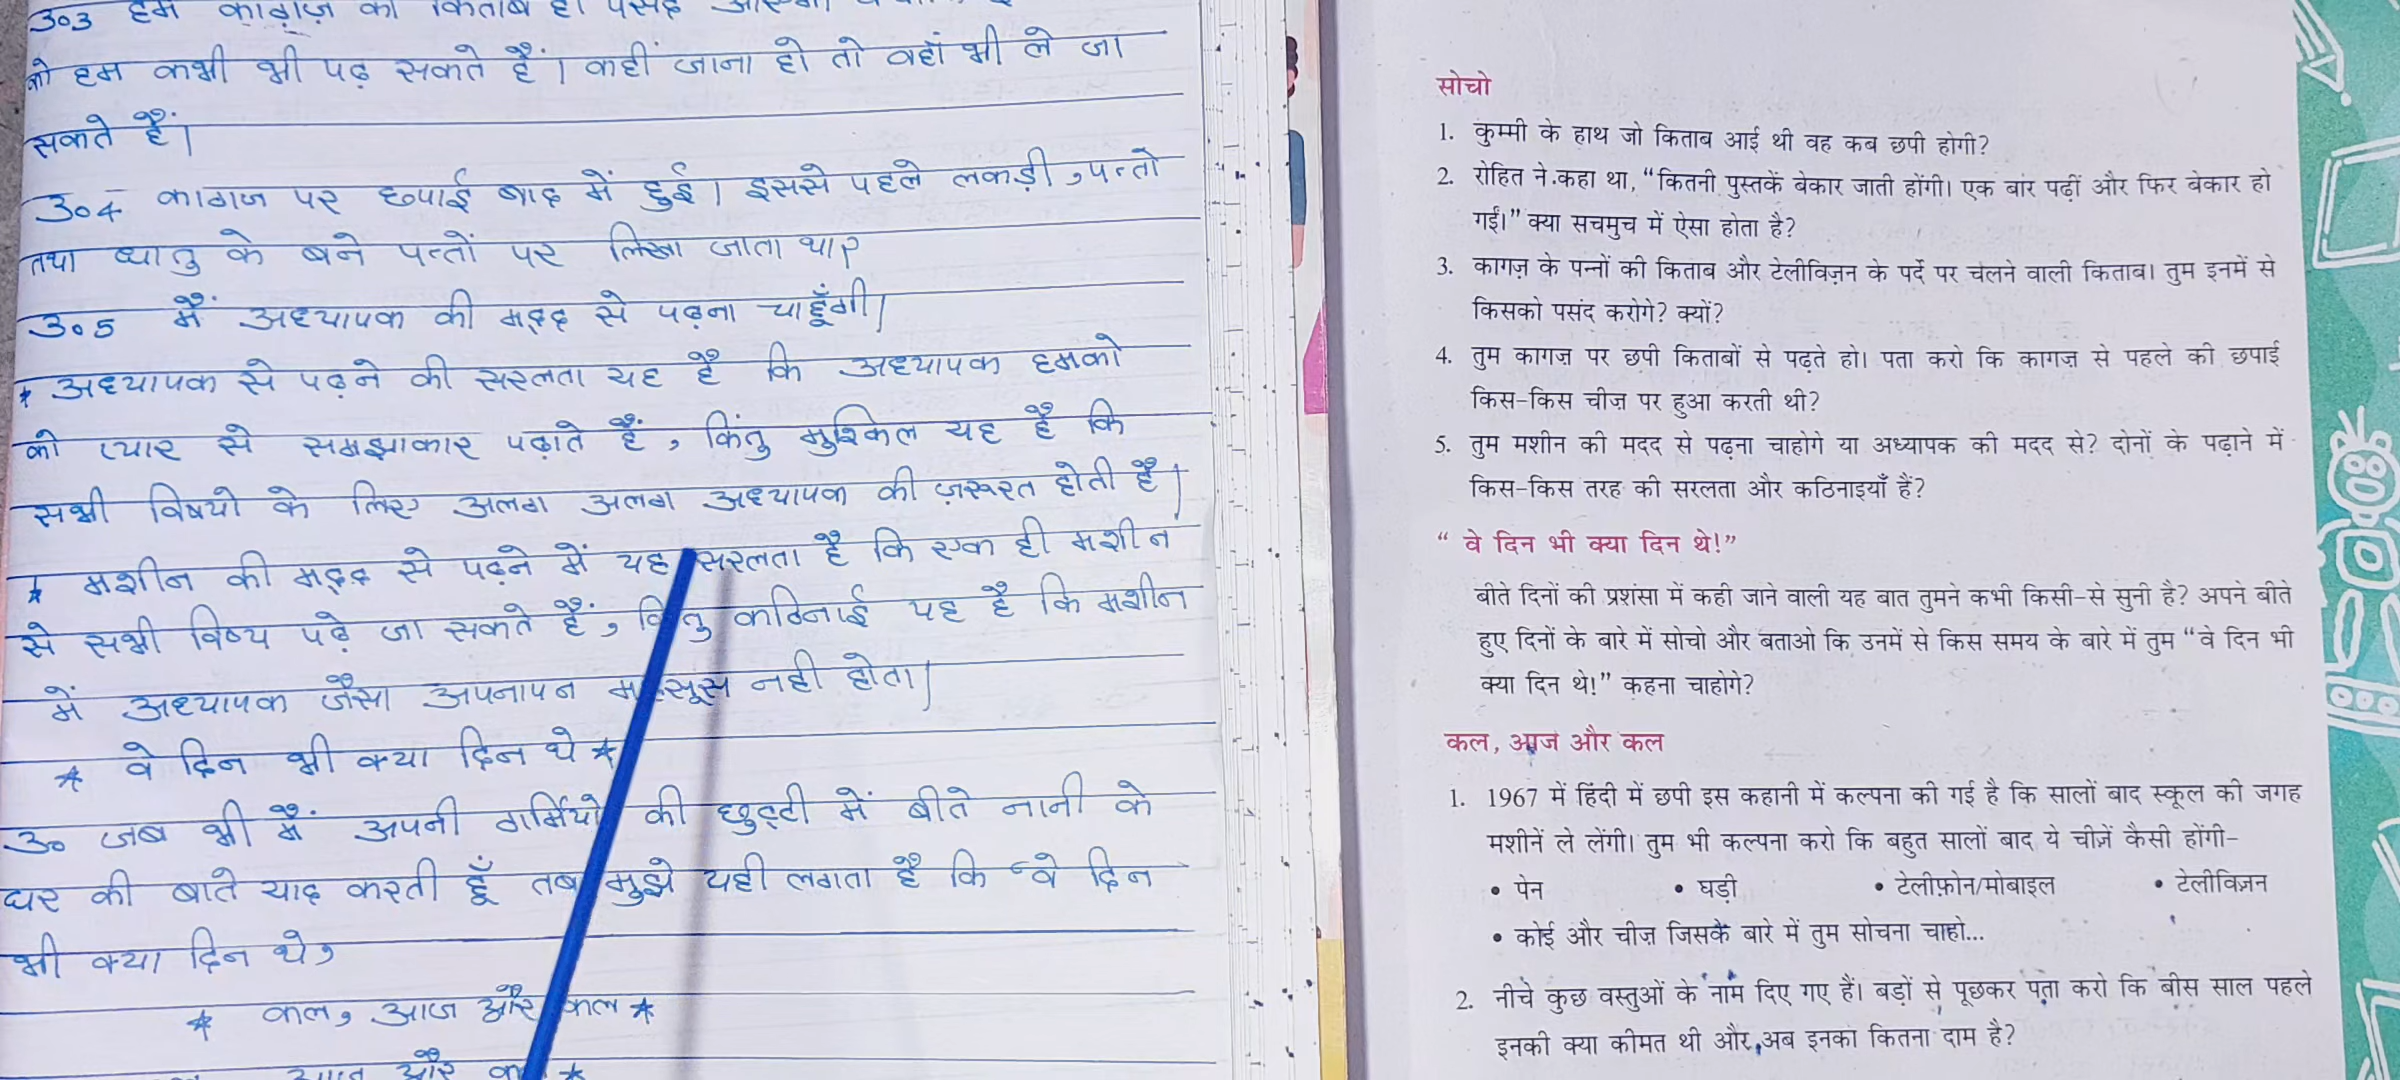 उ०3 हम कागज़ की किताब ही पसंद
को हम कभी भी पढ़ सकते हैं। कहीं जाना हो तो वहाँ भी ले जा
सकते हैं।
उ०4 कागज पर छपाई बाद में हुई। इससे पहले लकड़ी, पत्तो
तथा धातु के बने पत्तों पर लिखा जाता था।
उ०5 मैं अध्यापक की मदद से पढ़ना चाहूँगी।
* अध्यापक से पढ़ने की सरलता यह है कि अध्यापक हमको
को प्यार से समझाकार पढ़ाते हैं, किंतु मुश्किल यह है कि
सभी विषयो के लिए अलग अलग अध्यापक की ज़रूरत होती है।
* मशीन की मदद से पढ़ने में यह सरलता है कि एक ही मशीन
से सभी विषय पढ़े जा सकते हैं, किंतु कठिनाई यह है कि मशीन
में अध्यापक जैसा अपनापन महसूस नही होता।
* वे दिन भी क्या दिन थे *
उ० जब भी मैं अपनी गर्मियो की छुट्टी में बीते नानी के
घर की बाते याद करती हूँ तब मुझे यही लगता है कि "वे दिन
भी क्या दिन थे,
* कल, आज और कल *
आज और कल *
सोचो
1. कुम्मी के हाथ जो किताब आई थी वह कब छपी होगी?
2. रोहित ने कहा था, “कितनी पुस्तकें बेकार जाती होंगी। एक बार पढ़ीं और फिर बेकार हो
गईं।” क्या सचमुच में ऐसा होता है?
3. कागज़ के पन्नों की किताब और टेलीविज़न के पर्दे पर चलने वाली किताब। तुम इनमें से
किसको पसंद करोगे? क्यों?
4. तुम कागज़ पर छपी किताबों से पढ़ते हो। पता करो कि कागज़ से पहले की छपाई
किस-किस चीज़ पर हुआ करती थी?
5. तुम मशीन की मदद से पढ़ना चाहोगे या अध्यापक की मदद से? दोनों के पढ़ाने में
किस-किस तरह की सरलता और कठिनाइयाँ हैं?
“ वे दिन भी क्या दिन थे!”
बीते दिनों की प्रशंसा में कही जाने वाली यह बात तुमने कभी किसी-से सुनी है? अपने बीते
हुए दिनों के बारे में सोचो और बताओ कि उनमें से किस समय के बारे में तुम “वे दिन भी
क्या दिन थे!” कहना चाहोगे?
कल, आज और कल
1. 1967 में हिंदी में छपी इस कहानी में कल्पना की गई है कि सालों बाद स्कूल की जगह
मशीनें ले लेंगी। तुम भी कल्पना करो कि बहुत सालों बाद ये चीज़ें कैसी होंगी–
• पेन • घड़ी • टेलीफ़ोन/मोबाइल • टेलीविज़न
• कोई और चीज़ जिसके बारे में तुम सोचना चाहो...
2. नीचे कुछ वस्तुओं के नाम दिए गए हैं। बड़ों से पूछकर पता करो कि बीस साल पहले
इनकी क्या कीमत थी और अब इनका कितना दाम है?